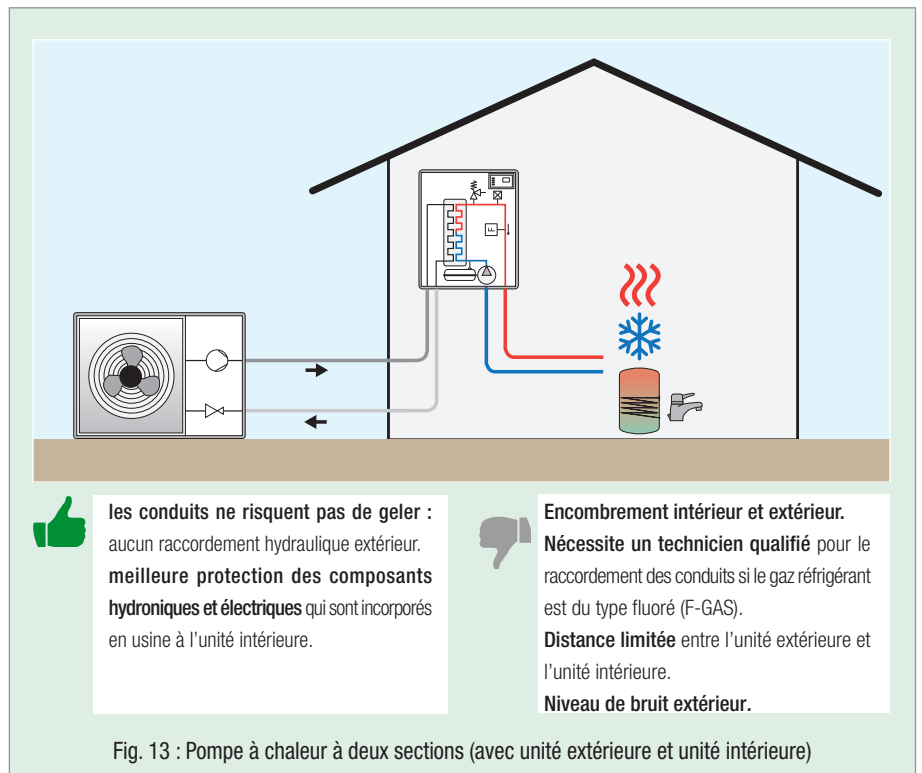 F
les conduits ne risquent pas de geler :
aucun raccordement hydraulique extérieur.
meilleure protection des composants
hydroniques et électriques qui sont incorporés
en usine à l'unité intérieure.
Encombrement intérieur et extérieur.
Nécessite un technicien qualifié pour le
raccordement des conduits si le gaz réfrigérant
est du type fluoré (F-GAS).
Distance limitée entre l'unité extérieure et
l'unité intérieure.
Niveau de bruit extérieur.
Fig. 13 : Pompe à chaleur à deux sections (avec unité extérieure et unité intérieure)